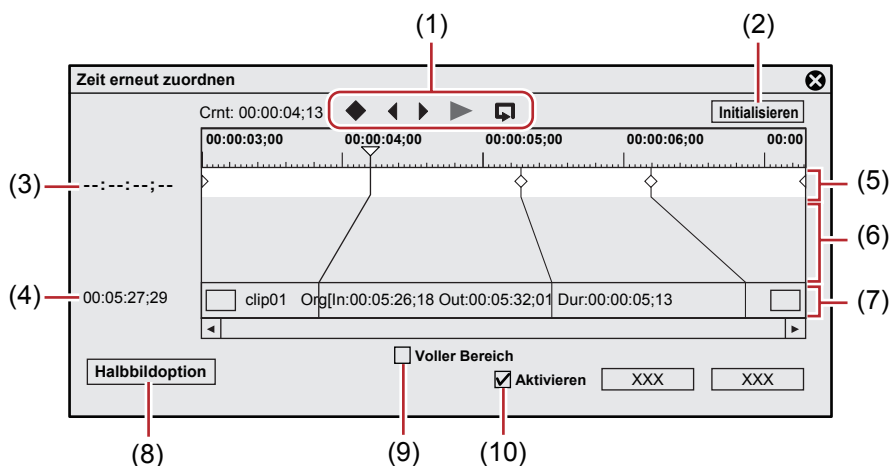 (1)
(2)
Zeit erneut zuordnen
Crnt: 00:00:04;13
Initialisieren
00:00:03;00 00:00:04;00 00:00:05;00 00:00:06;00 00:00
(3)
--:--:--;--
(5)
(6)
(4)
00:05:27;29
clip01 Org[In:00:05:26;18 Out:00:05:32;01 Dur:00:00:05;13
(7)
Voller Bereich
Halbbildoption
Aktivieren
XXX
XXX
(8)
(9)
(10)